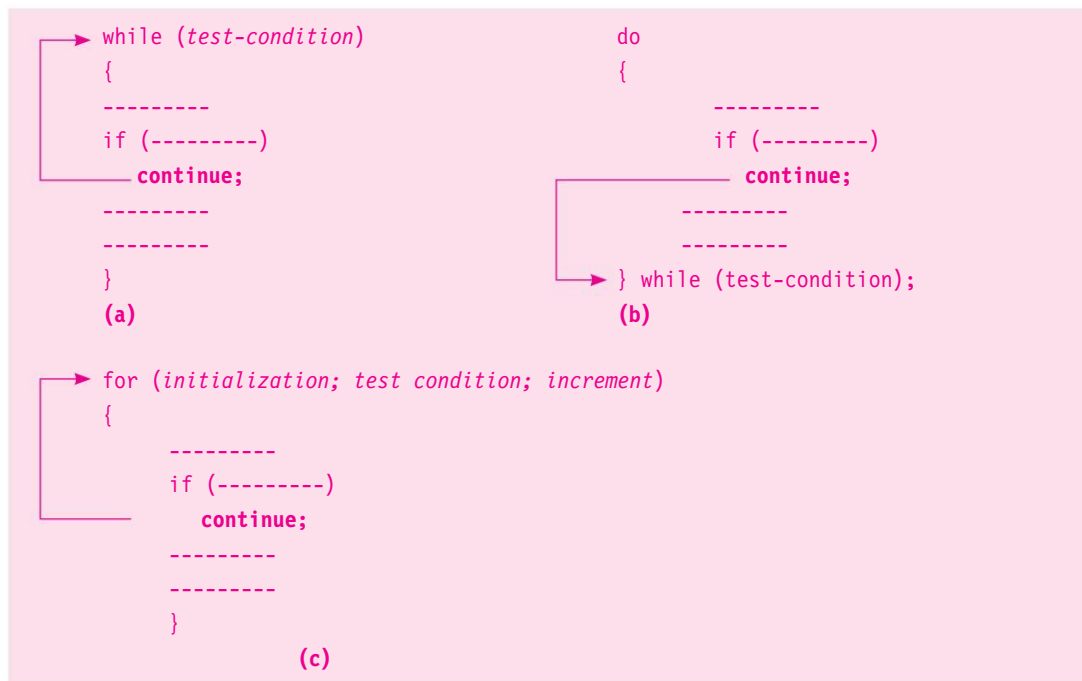 while (test-condition)
{
---------
if (---------)
continue;
---------
---------
}
(a)
do
{
---------
if (---------)
continue;
---------
---------
} while (test-condition);
(b)
for (initialization; test condition; increment)
{
---------
if (---------)
continue;
---------
---------
}
(c)